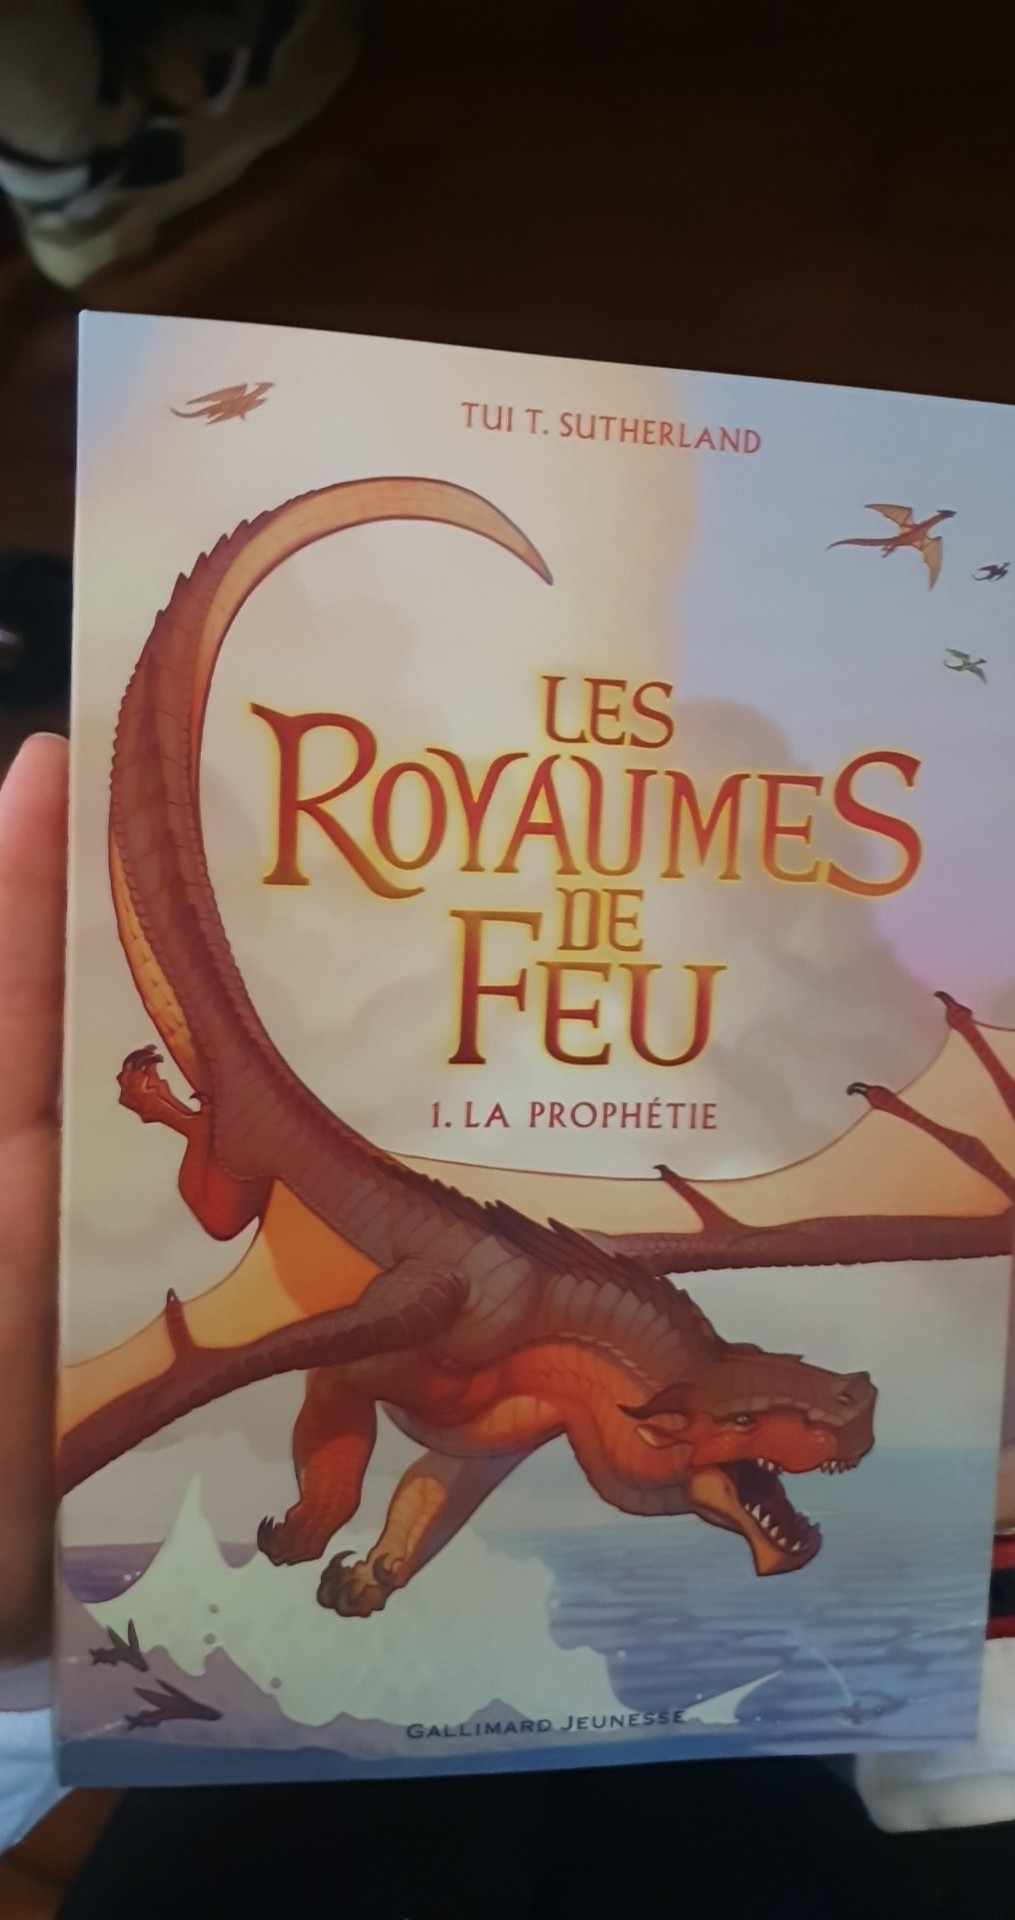 TUI T. SUTHERLAND
LES
ROYAUMES
DE
FEU
1. LA PROPHÉTIE
GALLIMARD JEUNESSE